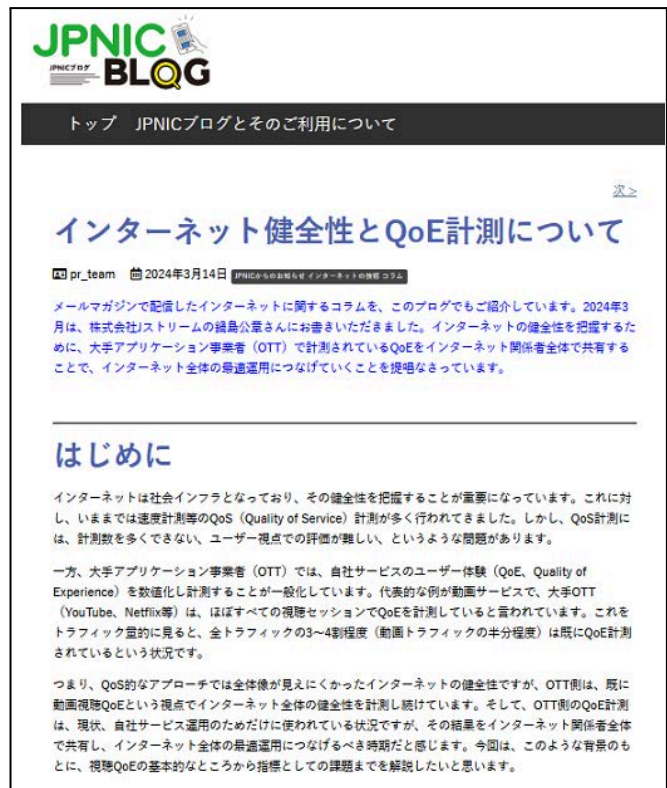 JPNIC
JPNICブログ
BLOG
トップ JPNICブログとそのご利用について
次 >
インターネット健全性とQoE計測について
pr_team 2024年3月14日 JPNICからのお知らせ インターネットの技術 コラム
メールマガジンで配信したインターネットに関するコラムを、このブログでもご紹介しています。2024年3
月は、株式会社Jストリームの鍋島公章さんにお書きいただきました。インターネットの健全性を把握するた
めに、大手アプリケーション事業者（OTT）で計測されているQoEをインターネット関係者全体で共有する
ことで、インターネット全体の最適運用につなげていくことを提唱なさっています。
はじめに
インターネットは社会インフラとなっており、その健全性を把握することが重要になっています。これに対
し、いままでは速度計測等のQoS（Quality of Service）計測が多く行われてきました。しかし、QoS計測に
は、計測数を多くできない、ユーザー視点での評価が難しい、というような問題があります。
一方、大手アプリケーション事業者（OTT）では、自社サービスのユーザー体験（QoE、Quality of
Experience）を数値化し計測することが一般化しています。代表的な例が動画サービスで、大手OTT
（YouTube、Netflix等）は、ほぼすべての視聴セッションでQoEを計測していると言われています。これを
トラフィック量的に見ると、全トラフィックの3～4割程度（動画トラフィックの半分程度）は既にQoE計測
されているという状況です。
つまり、QoS的なアプローチでは全体像が見えにくかったインターネットの健全性ですが、OTT側は、既に
動画視聴QoEという視点でインターネット全体の健全性を計測し続けています。そして、OTT側のQoE計測
は、現状、自社サービス運用のためだけに使われている状況ですが、その結果をインターネット関係者全体
で共有し、インターネット全体の最適運用につなげるべき時期だと感じます。今回は、このような背景のも
とに、視聴QoEの基本的なところから指標としての課題までを解説したいと思います。